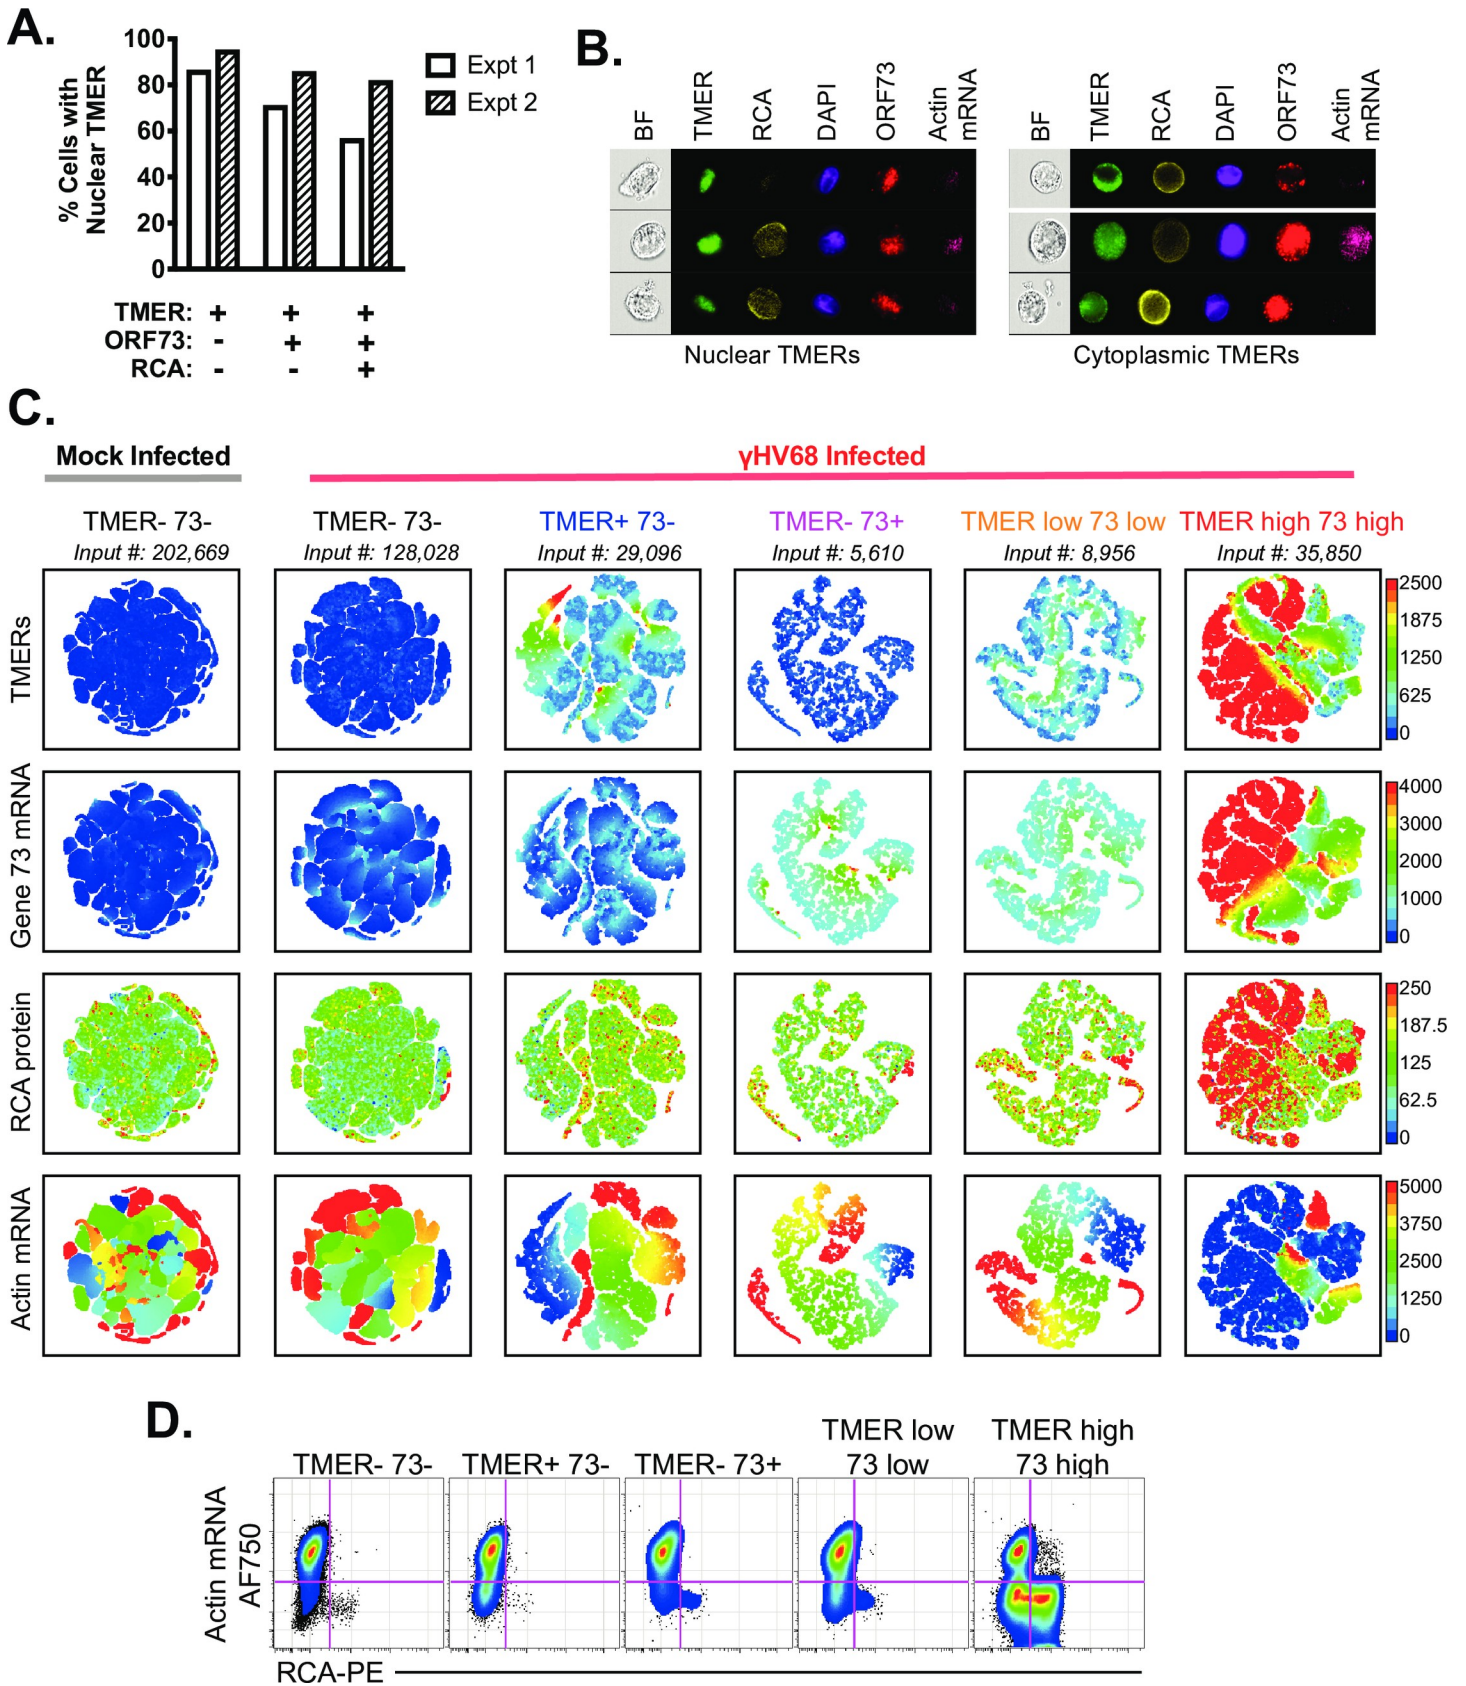 A.
% Cells with
Nuclear TMER
100
80
60
40
20
0
Expt 1
Expt 2
TMER: + + +
ORF73: - + +
RCA: - - +
B.
BF TMER RCA DAPI ORF73 Actin mRNA
BF TMER RCA DAPI ORF73 Actin mRNA
Nuclear TMERs
Cytoplasmic TMERs
C.
Mock Infected
γHV68 Infected
TMER- 73- TMER- 73- TMER+ 73- TMER- 73+ TMER low 73 low TMER high 73 high
Input #: 202,669 Input #: 128,028 Input #: 29,096 Input #: 5,610 Input #: 8,956 Input #: 35,850
TMERs
2500
1875
1250
625
0
Gene 73 mRNA
4000
3000
2000
1000
0
RCA protein
250
187.5
125
62.5
0
Actin mRNA
5000
3750
2500
1250
0
D.
TMER- 73-
TMER+ 73-
TMER- 73+
TMER low
73 low
TMER high
73 high
Actin mRNA
AF750
RCA-PE